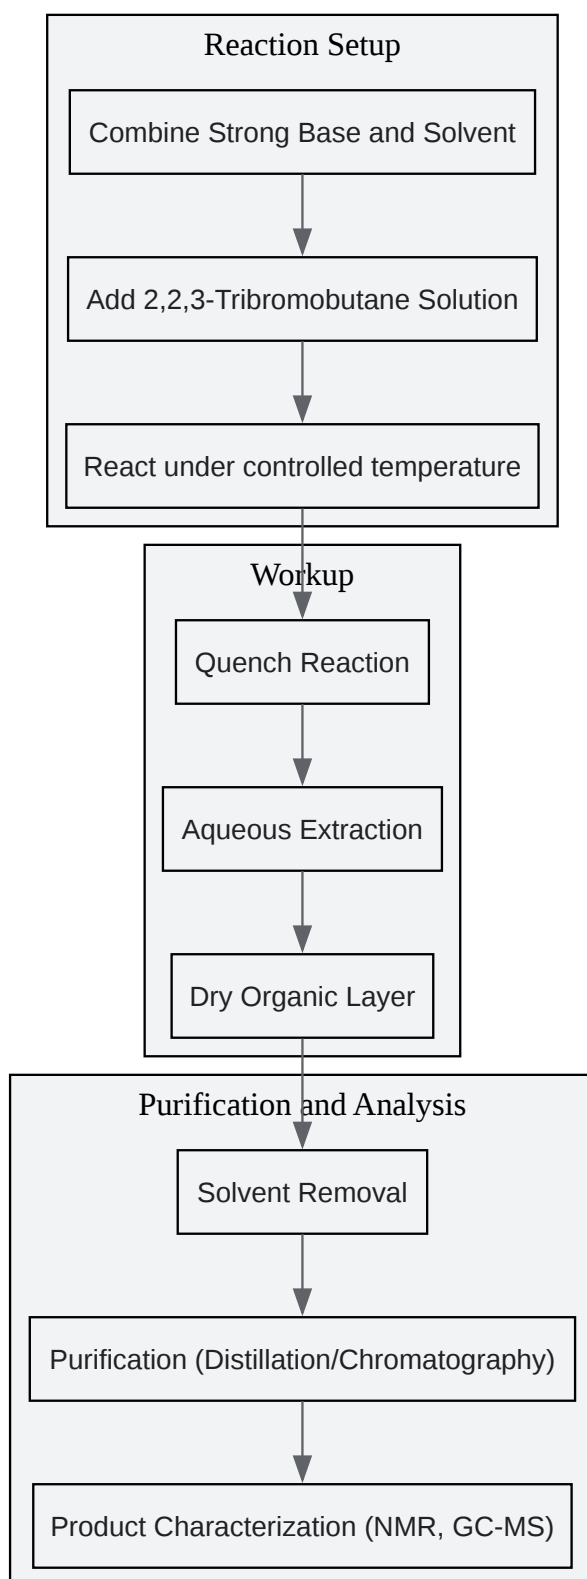 Reaction Setup
Combine Strong Base and Solvent
Add 2,2,3-Tribromobutane Solution
React under controlled temperature
Workup
Quench Reaction
Aqueous Extraction
Dry Organic Layer
Purification and Analysis
Solvent Removal
Purification (Distillation/Chromatography)
Product Characterization (NMR, GC-MS)